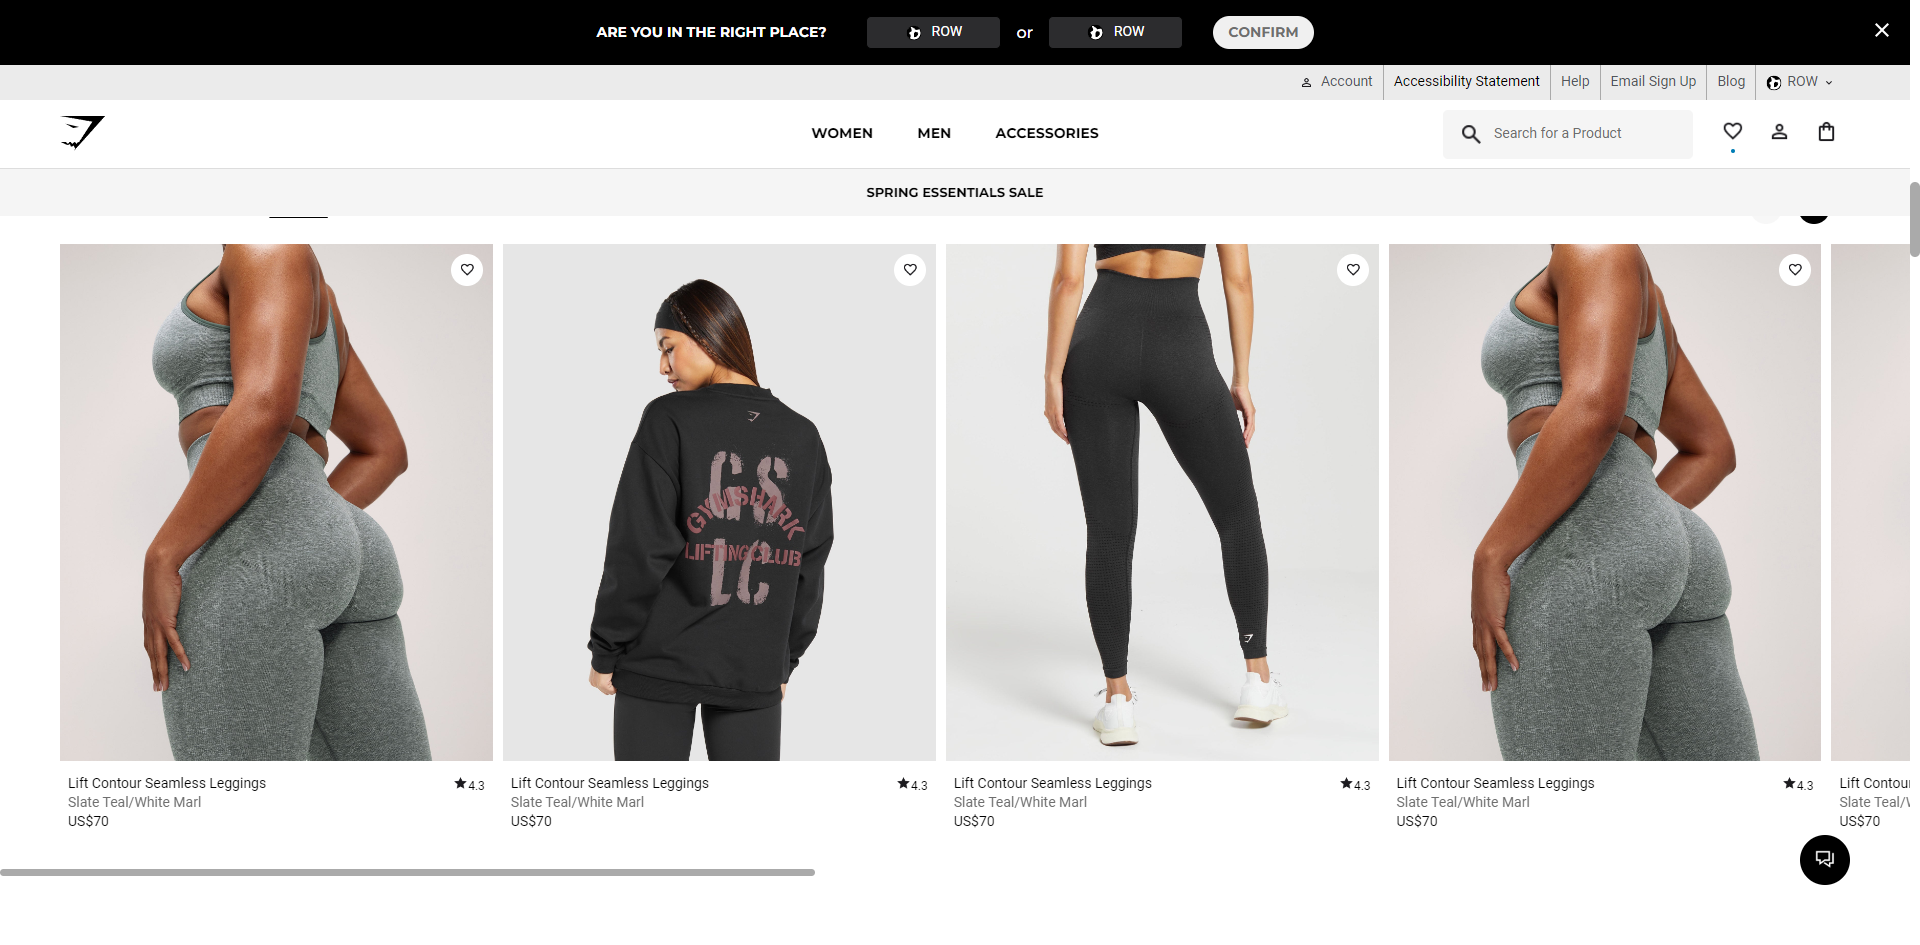 ARE YOU IN THE RIGHT PLACE? ROW or ROW CONFIRM
Account Accessibility Statement Help Email Sign Up Blog ROW
WOMEN MEN ACCESSORIES Search for a Product
SPRING ESSENTIALS SALE
GS
GYMSHARK
LIFTING CLUB
LC
Lift Contour Seamless Leggings 4.3
Slate Teal/White Marl
US$70
Lift Contour Seamless Leggings 4.3
Slate Teal/White Marl
US$70
Lift Contour Seamless Leggings 4.3
Slate Teal/White Marl
US$70
Lift Contour Seamless Leggings 4.3
Slate Teal/White Marl
US$70
Lift Contou
Slate Teal/
US$70